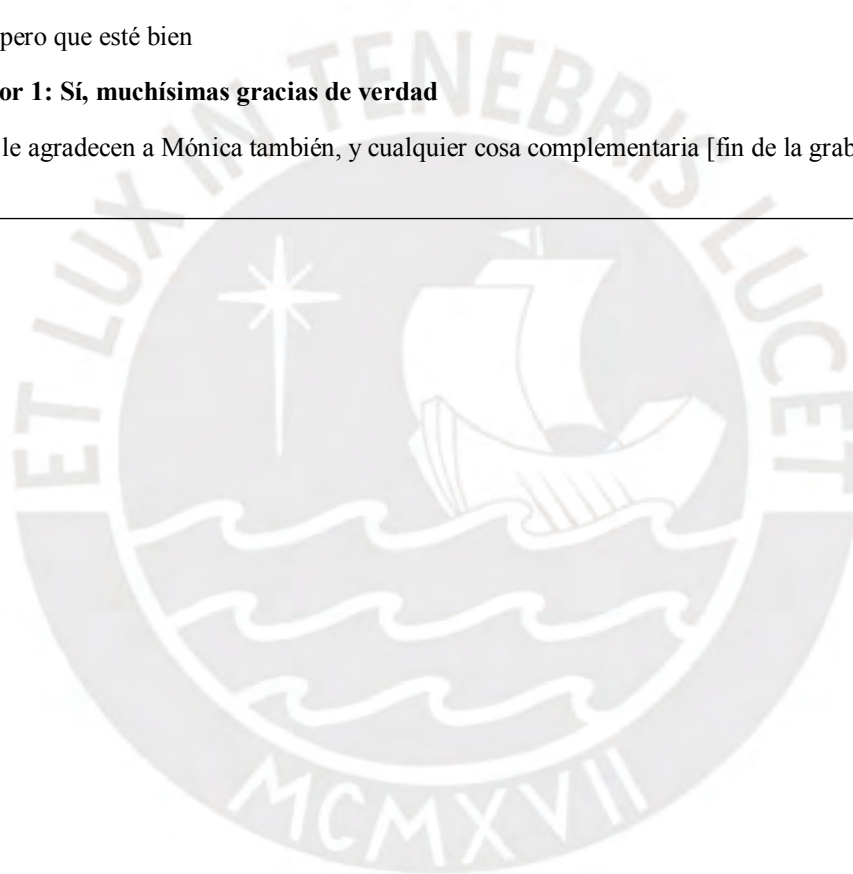 pero que esté bien
or 1: Sí, muchísimas gracias de verdad
le agradecen a Mónica también, y cualquier cosa complementaria [fin de la grab
ET LUX IN TENEBRIS LUCET
MCMXVII